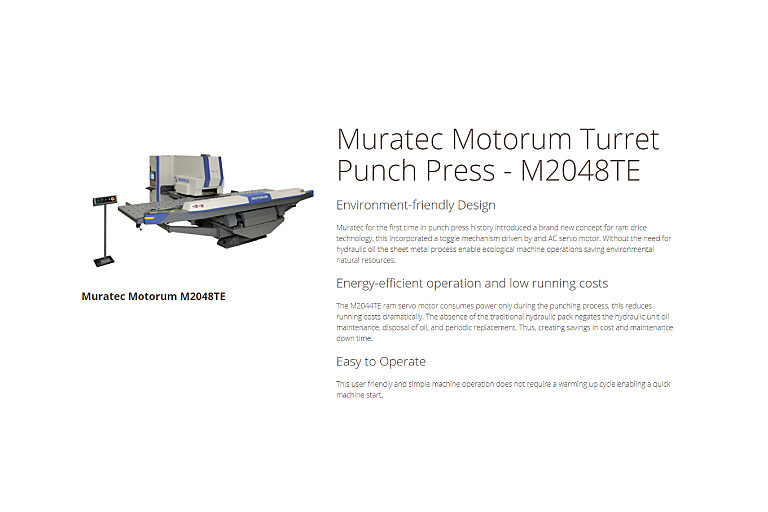 Muratec Motorum Turret
Punch Press - M2048TE
Environment-friendly Design
Muratec for the first time in punch press history introduced a brand new concept for ram drice
technology, this incorporated a toggle mechanism driven by and AC servo motor. Without the need for
hydraulic oil the sheet metal process enable ecological machine operations saving environmental
natural resources.
Energy-efficient operation and low running costs
The M2044TE ram servo motor consumes power only during the punching process, this reduces
running costs dramatically. The absence of the traditional hydraulic pack negates the hydraulic unit oil
maintenance, disposal of oil, and periodic replacement. Thus, creating savings in cost and maintenance
down time.
Easy to Operate
This user friendly and simple machine operation does not require a warming up cycle enabling a quick
machine start.
Muratec Motorum M2048TE